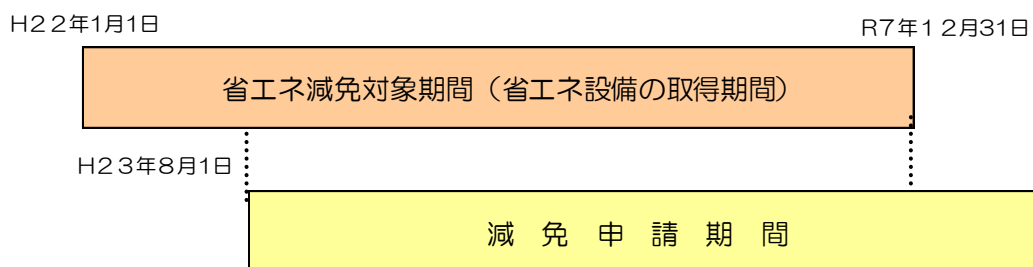 H22年1月1日
R7年12月31日
省エネ減免対象期間（省エネ設備の取得期間）
H23年8月1日
減 免 申 請 期 間